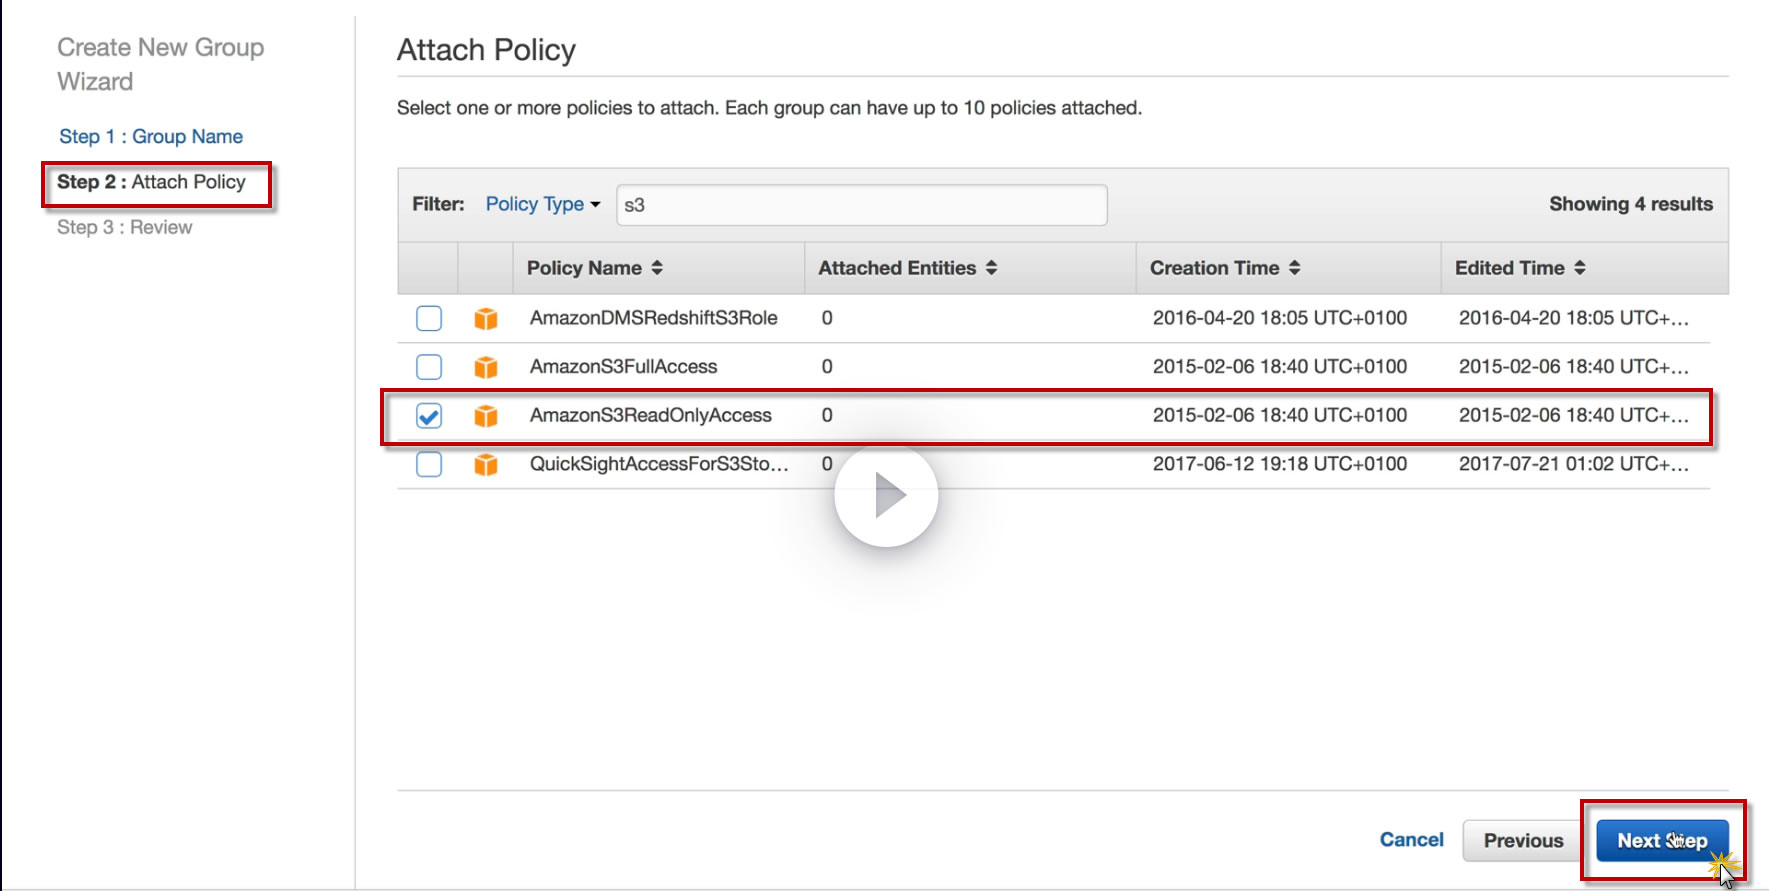 Create New Group
Wizard
Step 1 : Group Name
Step 2 : Attach Policy
Step 3 : Review
Attach Policy
Select one or more policies to attach. Each group can have up to 10 policies attached.
Filter: Policy Type s3 Showing 4 results
Policy Name Attached Entities Creation Time Edited Time
AmazonDMSRedshiftS3Role 0 2016-04-20 18:05 UTC+0100 2016-04-20 18:05 UTC+...
AmazonS3FullAccess 0 2015-02-06 18:40 UTC+0100 2015-02-06 18:40 UTC+...
AmazonS3ReadOnlyAccess 0 2015-02-06 18:40 UTC+0100 2015-02-06 18:40 UTC+...
QuickSightAccessForS3Sto... 0 2017-06-12 19:18 UTC+0100 2017-07-21 01:02 UTC+...
Cancel Previous Next Step